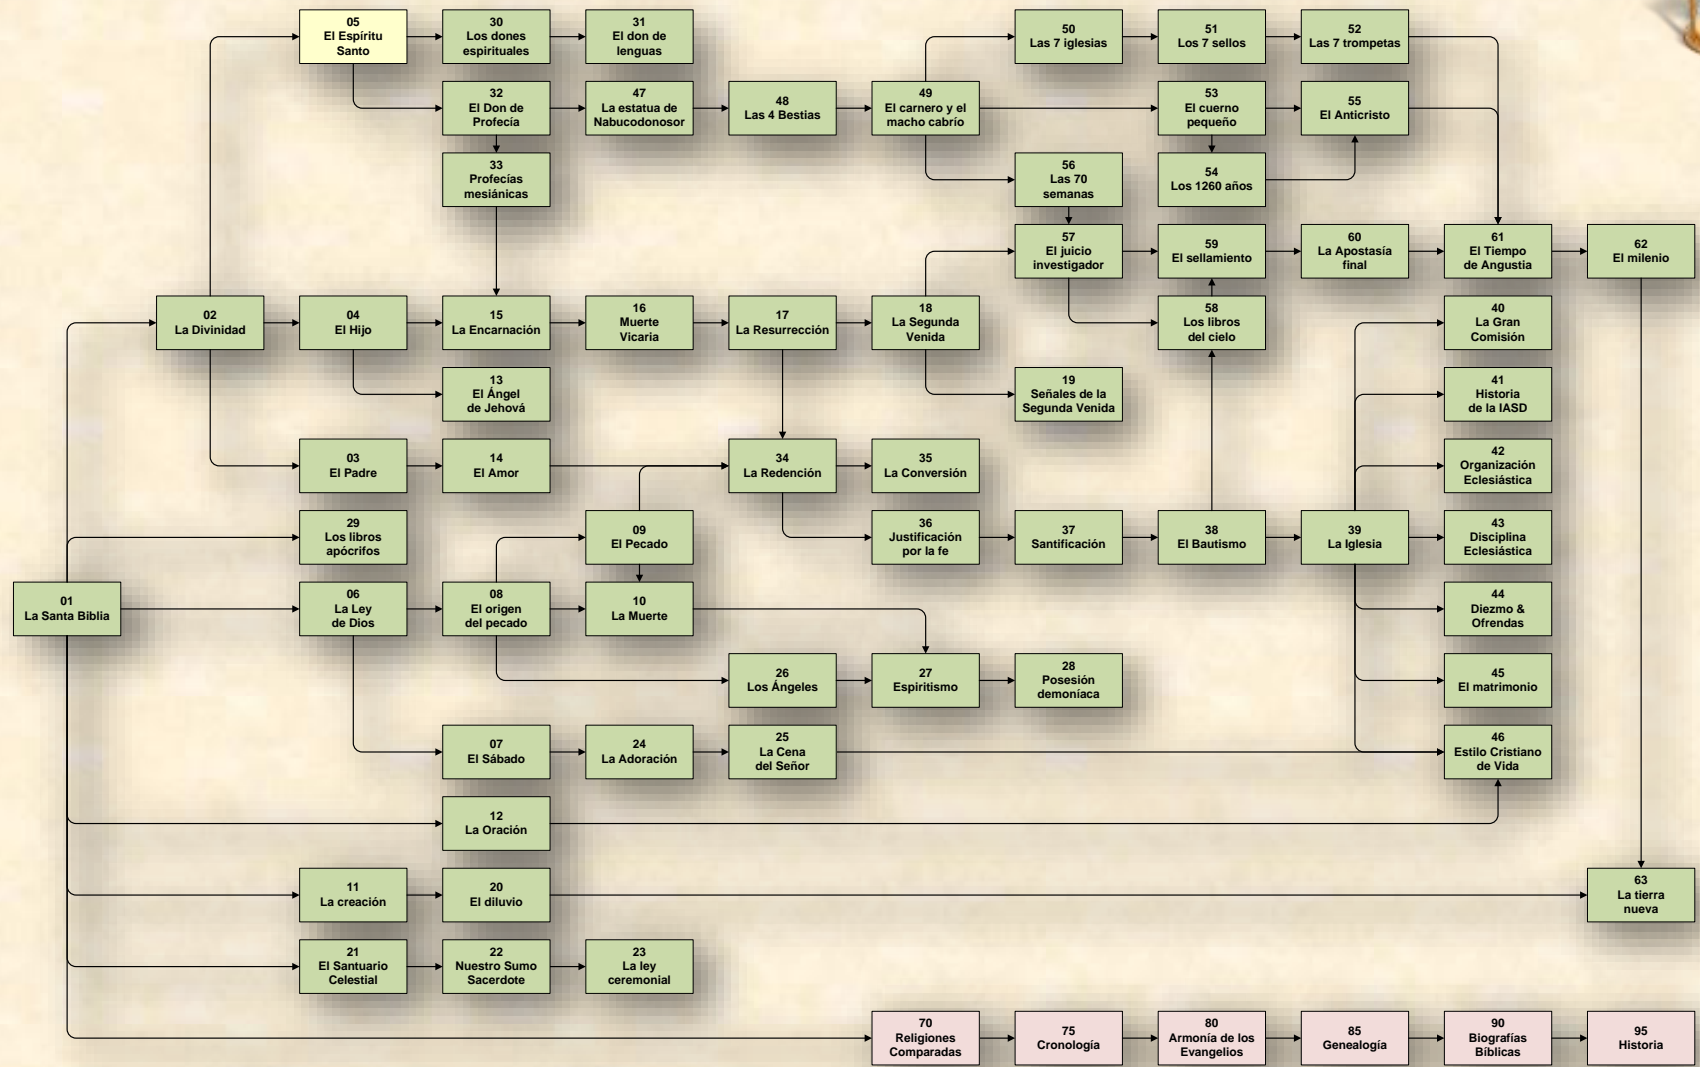 05
El Espíritu
Santo
30
Los dones
espirituales
31
El don de
lenguas
50
Las 7 iglesias
51
Los 7 sellos
52
Las 7 trompetas
32
El Don de
Profecía
47
La estatua de
Nabucodonosor
48
Las 4 Bestias
49
El carnero y el
macho cabrío
53
El cuerno
pequeño
55
El Anticristo
33
Profecías
mesiánicas
56
Las 70
semanas
54
Los 1260 años
57
El juicio
investigador
59
El sellamiento
60
La Apostasía
final
61
El Tiempo
de Angustia
62
El milenio
02
La Divinidad
04
El Hijo
15
La Encarnación
16
Muerte
Vicaria
17
La Resurrección
18
La Segunda
Venida
58
Los libros
del cielo
40
La Gran
Comisión
13
El Ángel
de Jehová
19
Señales de la
Segunda Venida
41
Historia
de la IASD
03
El Padre
14
El Amor
34
La Redención
35
La Conversión
42
Organización
Eclesiástica
29
Los libros
apócrifos
09
El Pecado
36
Justificación
por la fe
37
Santificación
38
El Bautismo
39
La Iglesia
43
Disciplina
Eclesiástica
01
La Santa Biblia
06
La Ley
de Dios
08
El origen
del pecado
10
La Muerte
44
Diezmo &
Ofrendas
26
Los Ángeles
27
Espiritismo
28
Posesión
demoníaca
45
El matrimonio
07
El Sábado
24
La Adoración
25
La Cena
del Señor
46
Estilo Cristiano
de Vida
12
La Oración
11
La creación
20
El diluvio
63
La tierra
nueva
21
El Santuario
Celestial
22
Nuestro Sumo
Sacerdote
23
La ley
ceremonial
70
Religiones
Comparadas
75
Cronología
80
Armonía de los
Evangelios
85
Genealogía
90
Biografías
Bíblicas
95
Historia